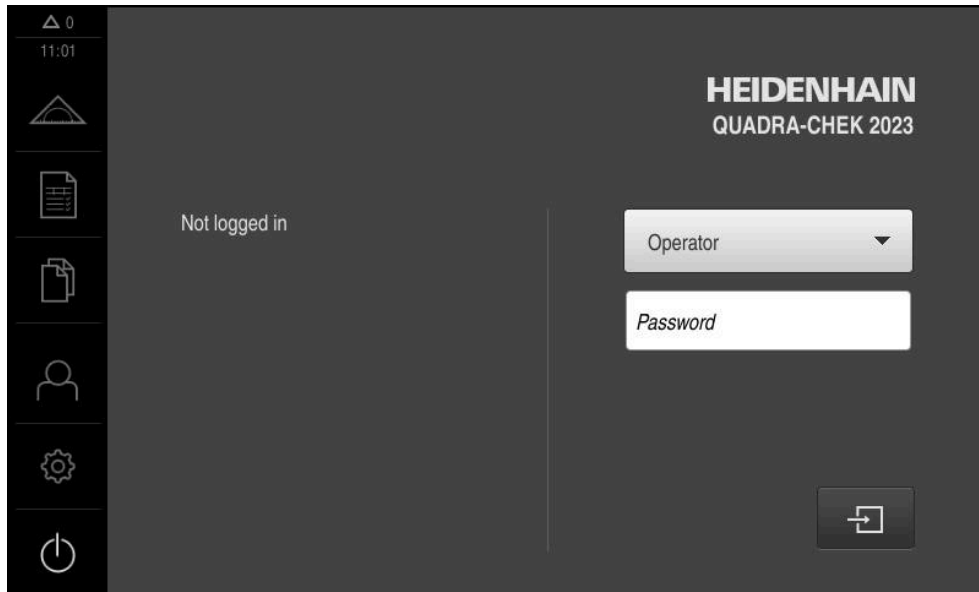 0
11:01
HEIDENHAIN
QUADRA-CHEK 2023
Not logged in
Operator
Password